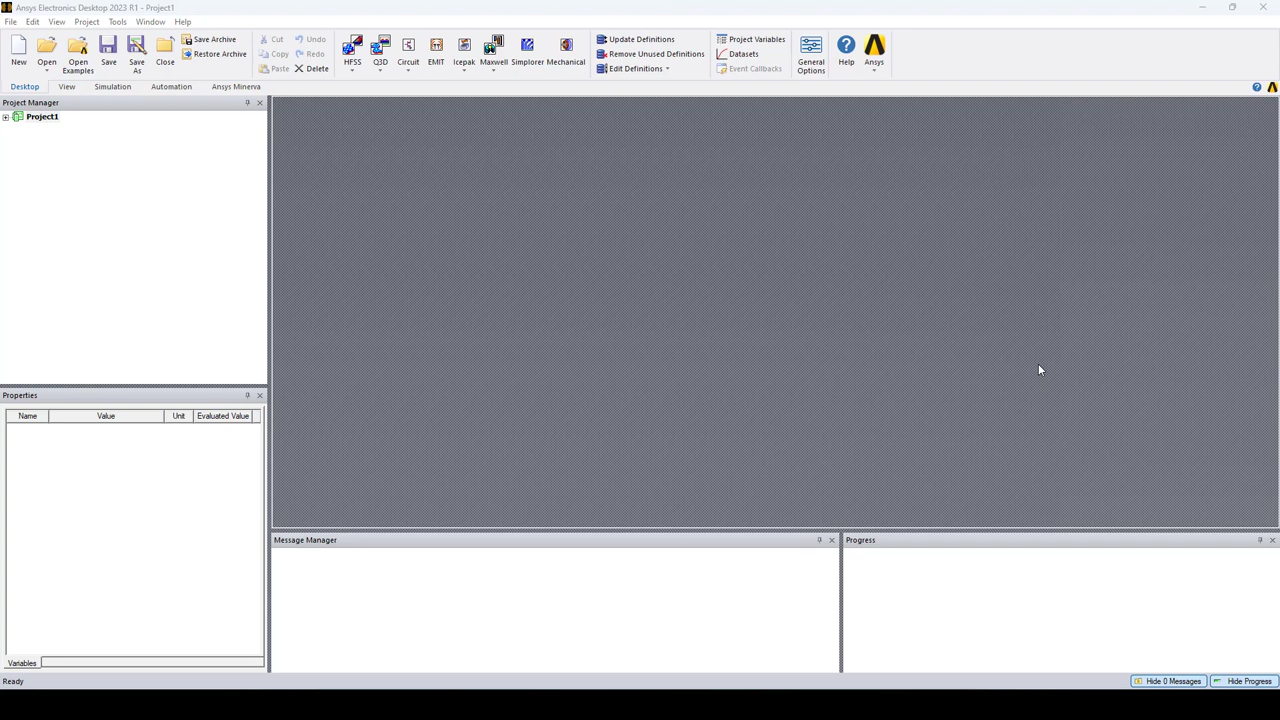 Ansys Electronics Desktop 2023 R1 - Project1
File Edit View Project Tools Window Help
New Open Open Examples Save Save As Close
Save Archive
Restore Archive
Cut Undo
Copy Redo
Paste Delete
HFSS Q3D Circuit EMIT Icepak Maxwell Simplorer Mechanical
Update Definitions
Remove Unused Definitions
Edit Definitions
Project Variables
Datasets
Event Callbacks
General Options
Help Ansys
Desktop View Simulation Automation Ansys Minerva
Project Manager
Project1
Properties
Name Value Unit Evaluated Value
Variables
Message Manager
Progress
Ready
Hide 0 Messages Hide Progress